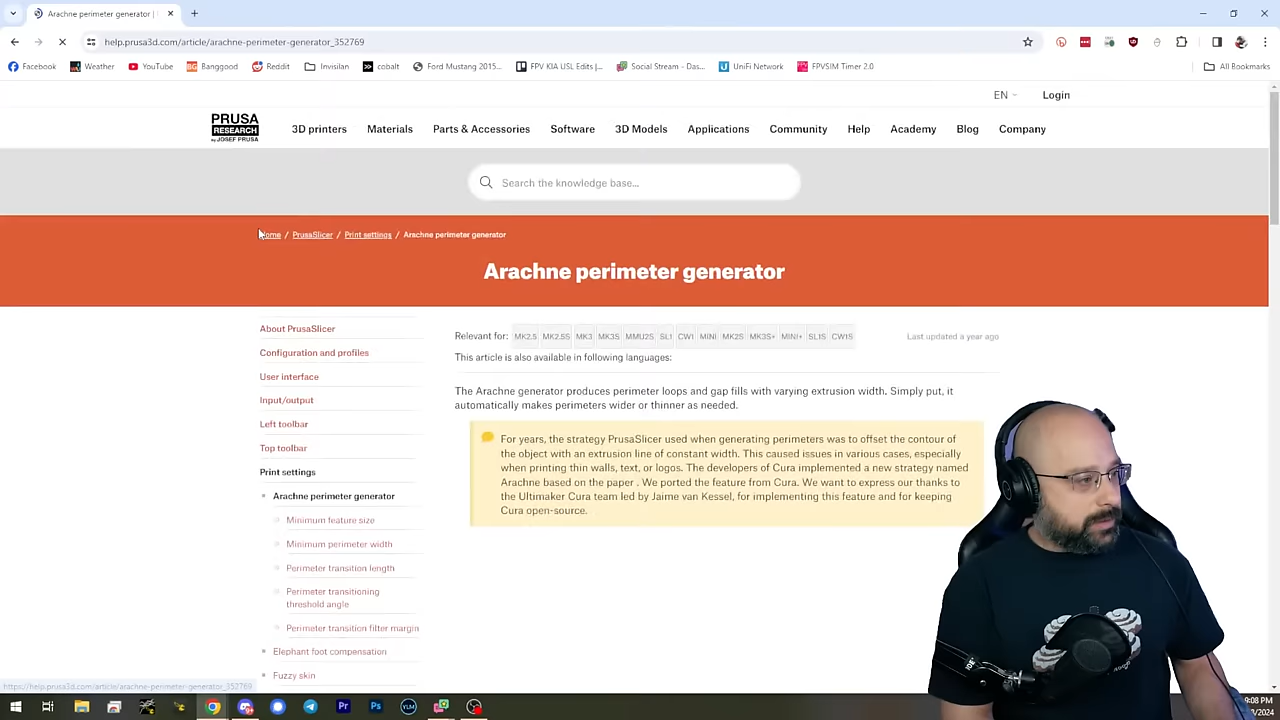 Arachne perimeter generator |
help.prusa3d.com/article/arachne-perimeter-generator_352769
Facebook Weather YouTube Banggood Reddit Invisilan cobalt Ford Mustang 2015... FPV KIA USL Edits |... Social Stream - Das... UniFi Network FPVSIM Timer 2.0 All Bookmarks
EN Login
PRUSA
RESEARCH
by JOSEF PRUSA
3D printers Materials Parts & Accessories Software 3D Models Applications Community Help Academy Blog Company
Search the knowledge base...
Home / PrusaSlicer / Print settings / Arachne perimeter generator
Arachne perimeter generator
About PrusaSlicer
Configuration and profiles
User interface
Input/output
Left toolbar
Top toolbar
Print settings
Arachne perimeter generator
Minimum feature size
Minimum perimeter width
Perimeter transition length
Perimeter transitioning
threshold angle
Perimeter transition filter margin
Elephant foot compensation
Fuzzy skin
Relevant for: MK2.5 MK2.5S MK3 MK3S MMU2S SL1 CW1 MINI MK2S MK3S+ MINI+ SL1S CW1S
Last updated a year ago
This article is also available in following languages:
The Arachne generator produces perimeter loops and gap fills with varying extrusion width. Simply put, it
automatically makes perimeters wider or thinner as needed.
For years, the strategy PrusaSlicer used when generating perimeters was to offset the contour of
the object with an extrusion line of constant width. This caused issues in various cases, especially
when printing thin walls, text, or logos. The developers of Cura implemented a new strategy named
Arachne based on the paper . We ported the feature from Cura. We want to express our thanks to
the Ultimaker Cura team led by Jaime van Kessel, for implementing this feature and for keeping
Cura open-source.
https://help.prusa3d.com/article/arachne-perimeter-generator_352769
Pr Ps YLM
9:08 PM
/2024